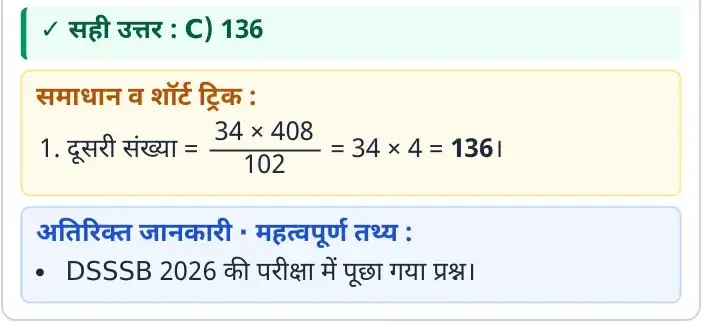 ✓ सही उत्तर : C) 136
समाधान व शॉर्ट ट्रिक :
1. दूसरी संख्या = 34 × 408 / 102 = 34 × 4 = 136।
अतिरिक्त जानकारी · महत्वपूर्ण तथ्य :
• DSSSB 2026 की परीक्षा में पूछा गया प्रश्न।